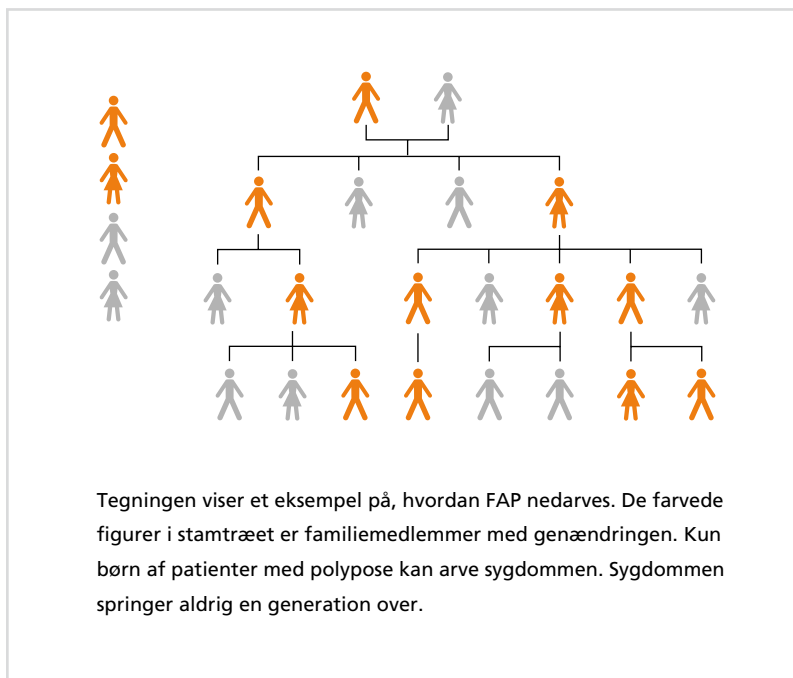 Tegningen viser et eksempel på, hvordan FAP nedarves. De farvede
figurer i stamtræet er familiemedlemmer med genændringen. Kun
børn af patienter med polypose kan arve sygdommen. Sygdommen
springer aldrig en generation over.